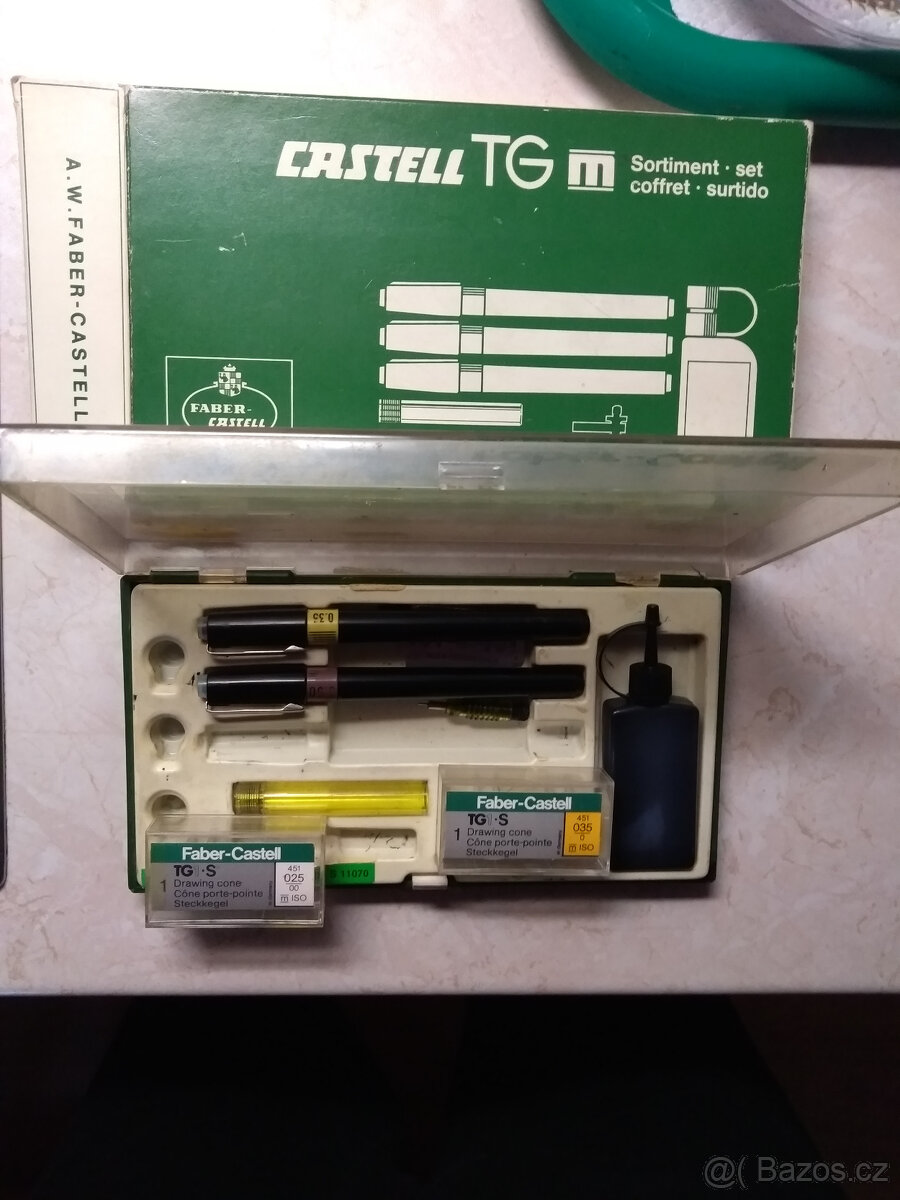 CASTELL TG m Sortiment · set
coffret · surtido
A.W.FABER-CASTELL
FABER-
CASTELL
0.35
Faber-Castell
TG·S
1 Drawing cone
Cône porte-pointe
Steckkegel
451
035
0
m ISO
Faber-Castell
TG·S
1 Drawing cone
Cône porte-pointe
Steckkegel
451
025
00
m ISO
S.11070
@( Bazos.cz